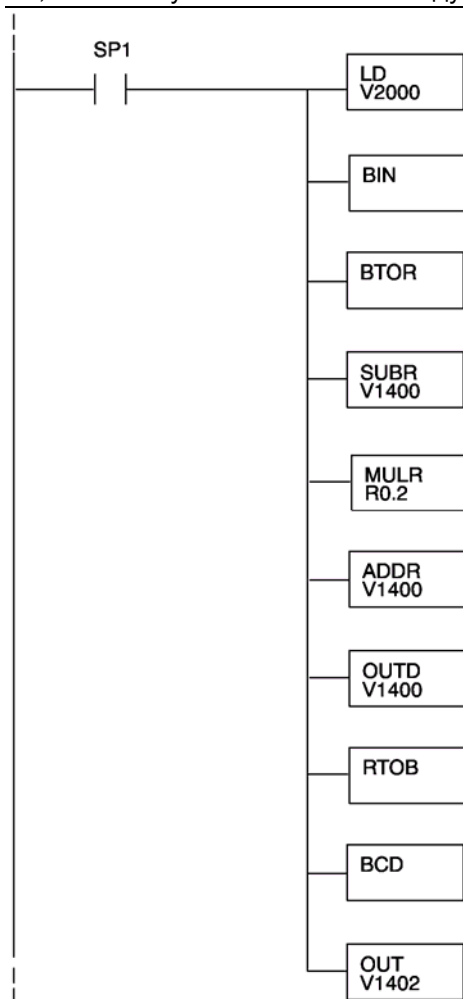 SP1
LD
V2000
BIN
BTOR
SUBR
V1400
MULR
R0.2
ADDR
V1400
OUTD
V1400
RTOB
BCD
OUT
V1402